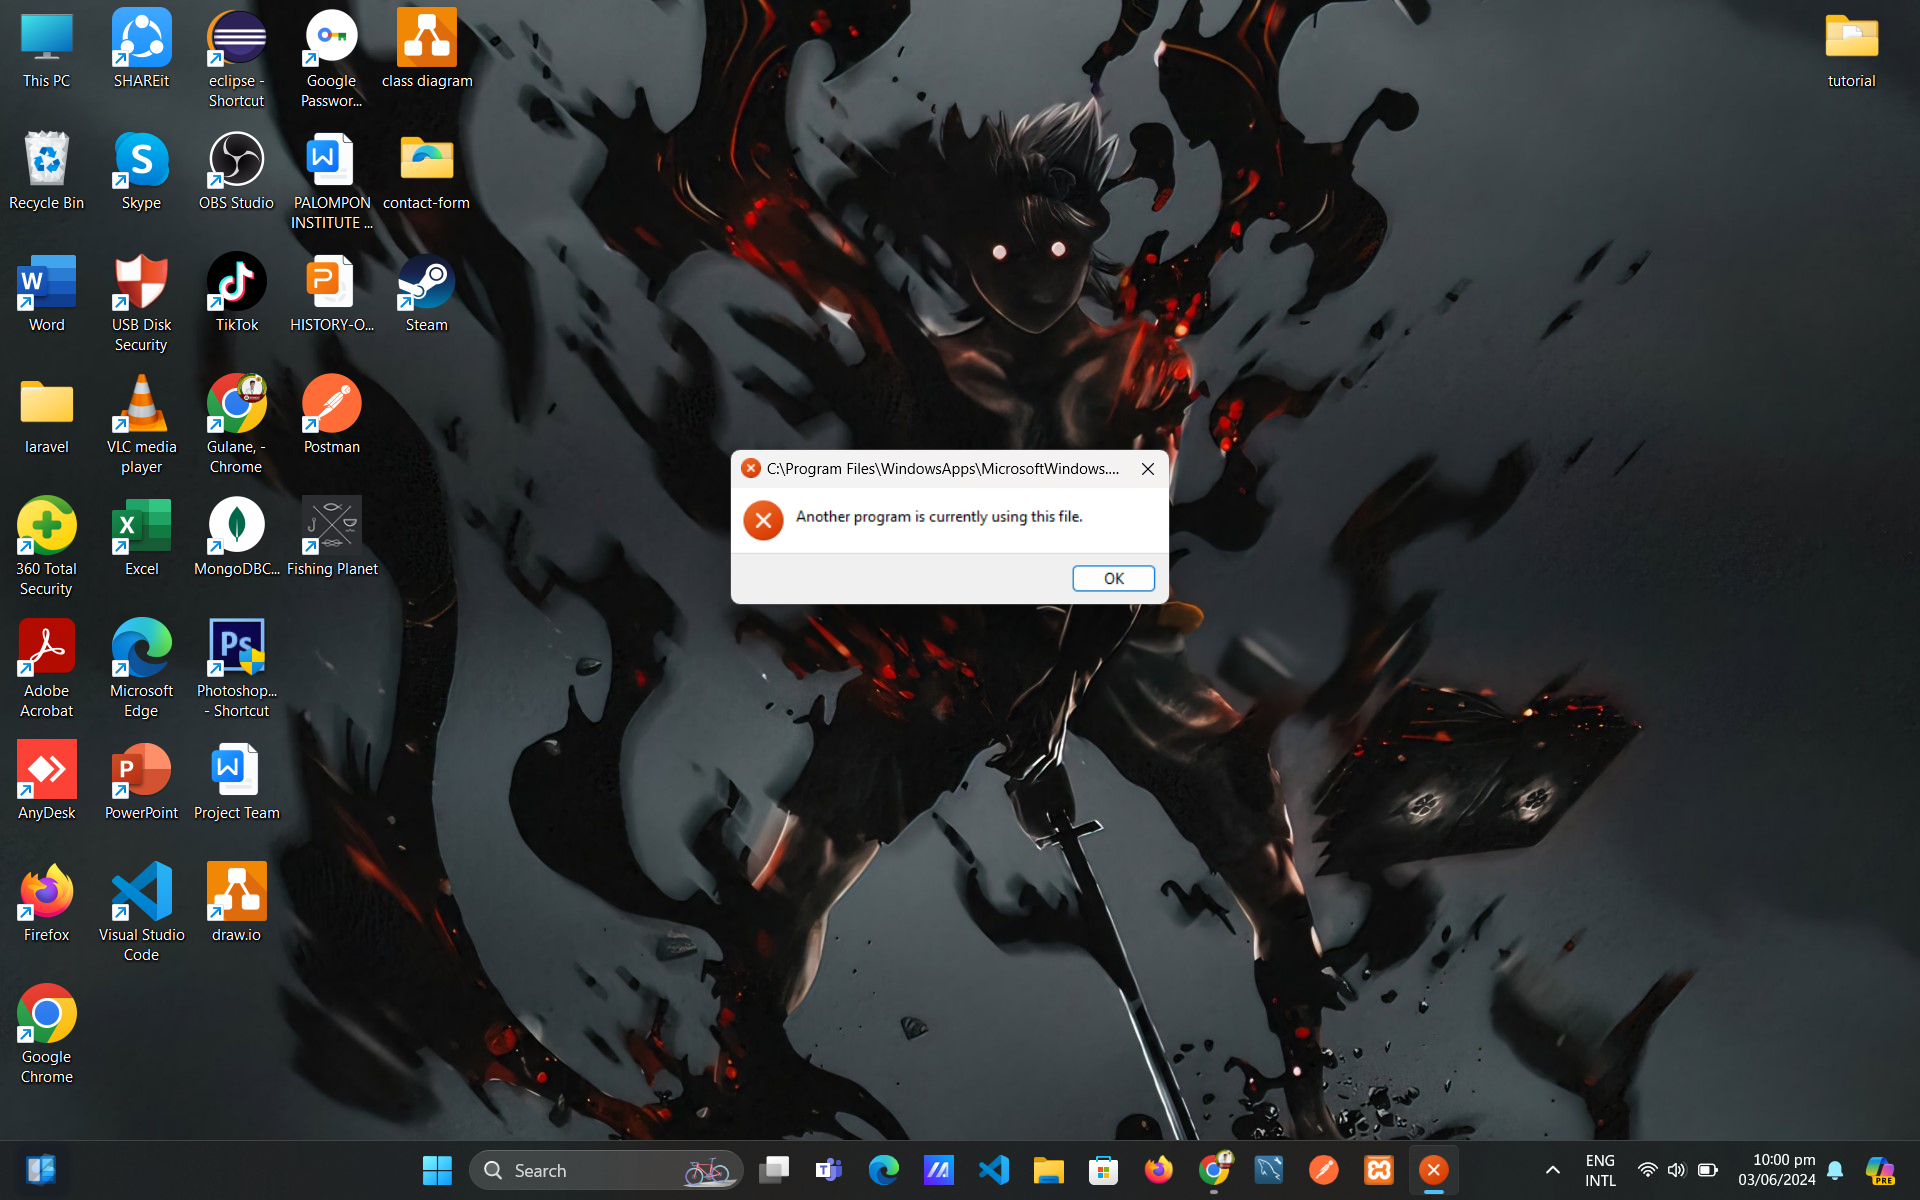 This PC
SHAREit
eclipse -
Shortcut
Google
Passwor...
class diagram
tutorial
Recycle Bin
Skype
OBS Studio
PALOMPON
INSTITUTE ...
contact-form
Word
USB Disk
Security
TikTok
HISTORY-O...
Steam
laravel
VLC media
player
Gulane, -
Chrome
Postman
C:\Program Files\WindowsApps\MicrosoftWindows....
Another program is currently using this file.
OK
360 Total
Security
Excel
MongoDBC...
Fishing Planet
Adobe
Acrobat
Microsoft
Edge
Photoshop...
- Shortcut
AnyDesk
PowerPoint
Project Team
Firefox
Visual Studio
Code
draw.io
Google
Chrome
Search
ENG
INTL
10:00 pm
03/06/2024
PRE